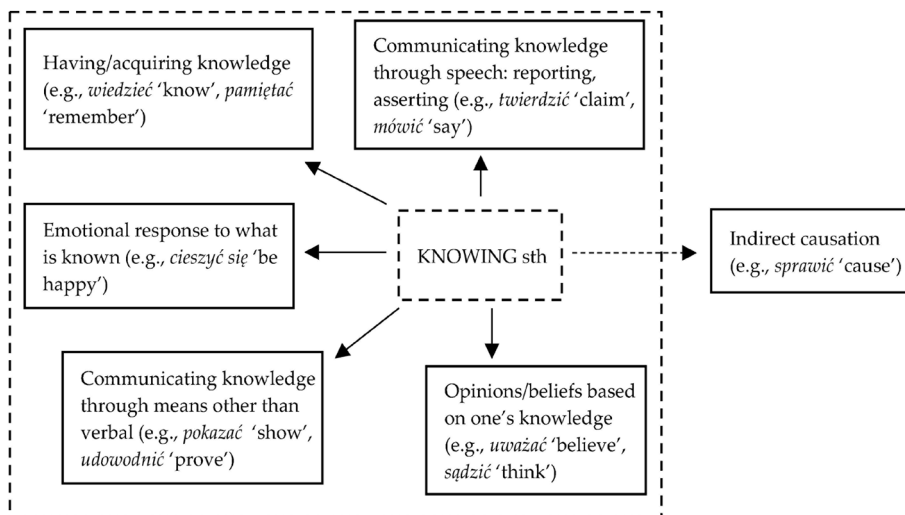 Having/acquiring knowledge
(e.g., wiedzieć ‘know’, pamiętać
‘remember’)
Communicating knowledge
through speech: reporting,
asserting (e.g., twierdzić ‘claim’,
mówić ‘say’)
Emotional response to what
is known (e.g., cieszyć się ‘be
happy’)
KNOWING sth
Indirect causation
(e.g., sprawić ‘cause’)
Communicating knowledge
through means other than
verbal (e.g., pokazać ‘show’,
udowodnić ‘prove’)
Opinions/beliefs based
on one’s knowledge
(e.g., uważać ‘believe’,
sądzić ‘think’)